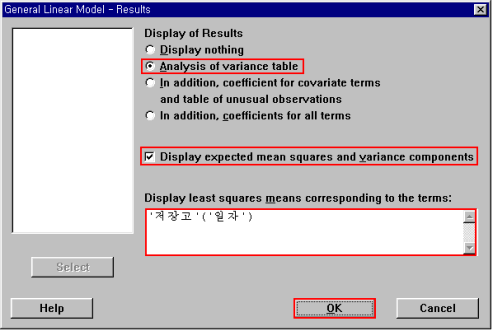 General Linear Model - Results
Display of Results
Display nothing
Analysis of variance table
In addition, coefficient for covariate terms
and table of unusual observations
In addition, coefficients for all terms
Display expected mean squares and variance components
Display least squares means corresponding to the terms:
'저장고'('일자')
Select
Help
OK
Cancel